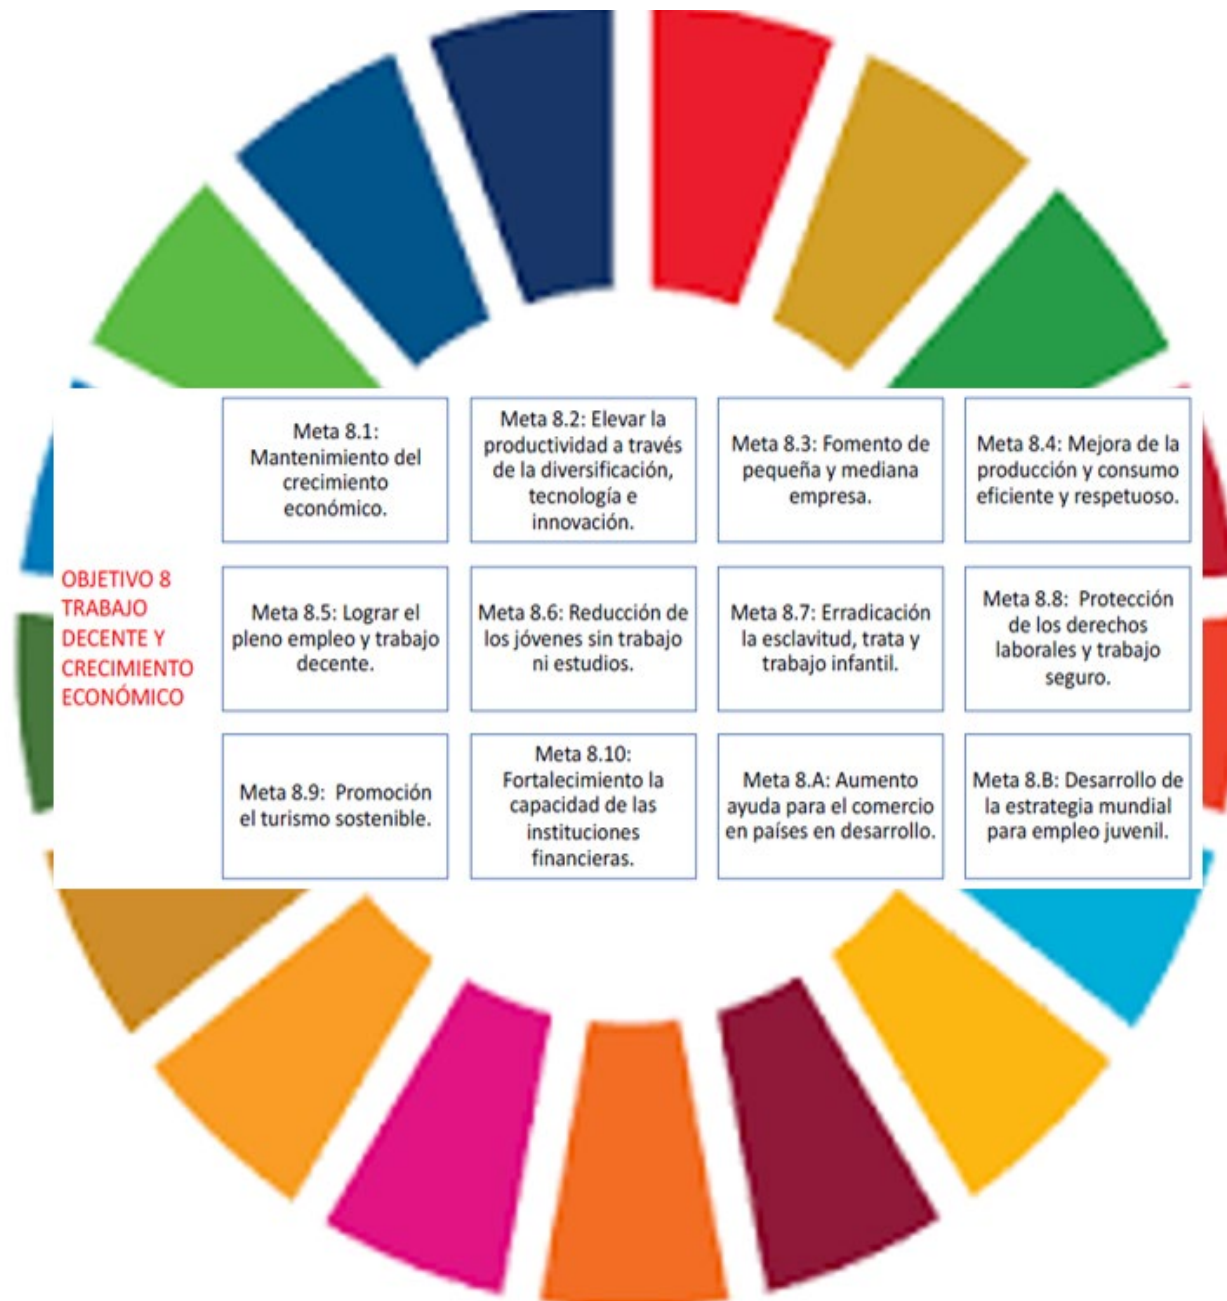 OBJETIVO 8
TRABAJO
DECENTE Y
CRECIMIENTO
ECONÓMICO
Meta 8.1:
Mantenimiento del
crecimiento
económico.
Meta 8.2: Elevar la
productividad a través
de la diversificación,
tecnología e
innovación.
Meta 8.3: Fomento de
pequeña y mediana
empresa.
Meta 8.4: Mejora de la
producción y consumo
eficiente y respetuoso.
Meta 8.5: Lograr el
pleno empleo y trabajo
decente.
Meta 8.6: Reducción de
los jóvenes sin trabajo
ni estudios.
Meta 8.7: Erradicación
la esclavitud, trata y
trabajo infantil.
Meta 8.8: Protección
de los derechos
laborales y trabajo
seguro.
Meta 8.9: Promoción
el turismo sostenible.
Meta 8.10:
Fortalecimiento la
capacidad de las
instituciones
financieras.
Meta 8.A: Aumento
ayuda para el comercio
en países en desarrollo.
Meta 8.B: Desarrollo de
la estrategia mundial
para empleo juvenil.